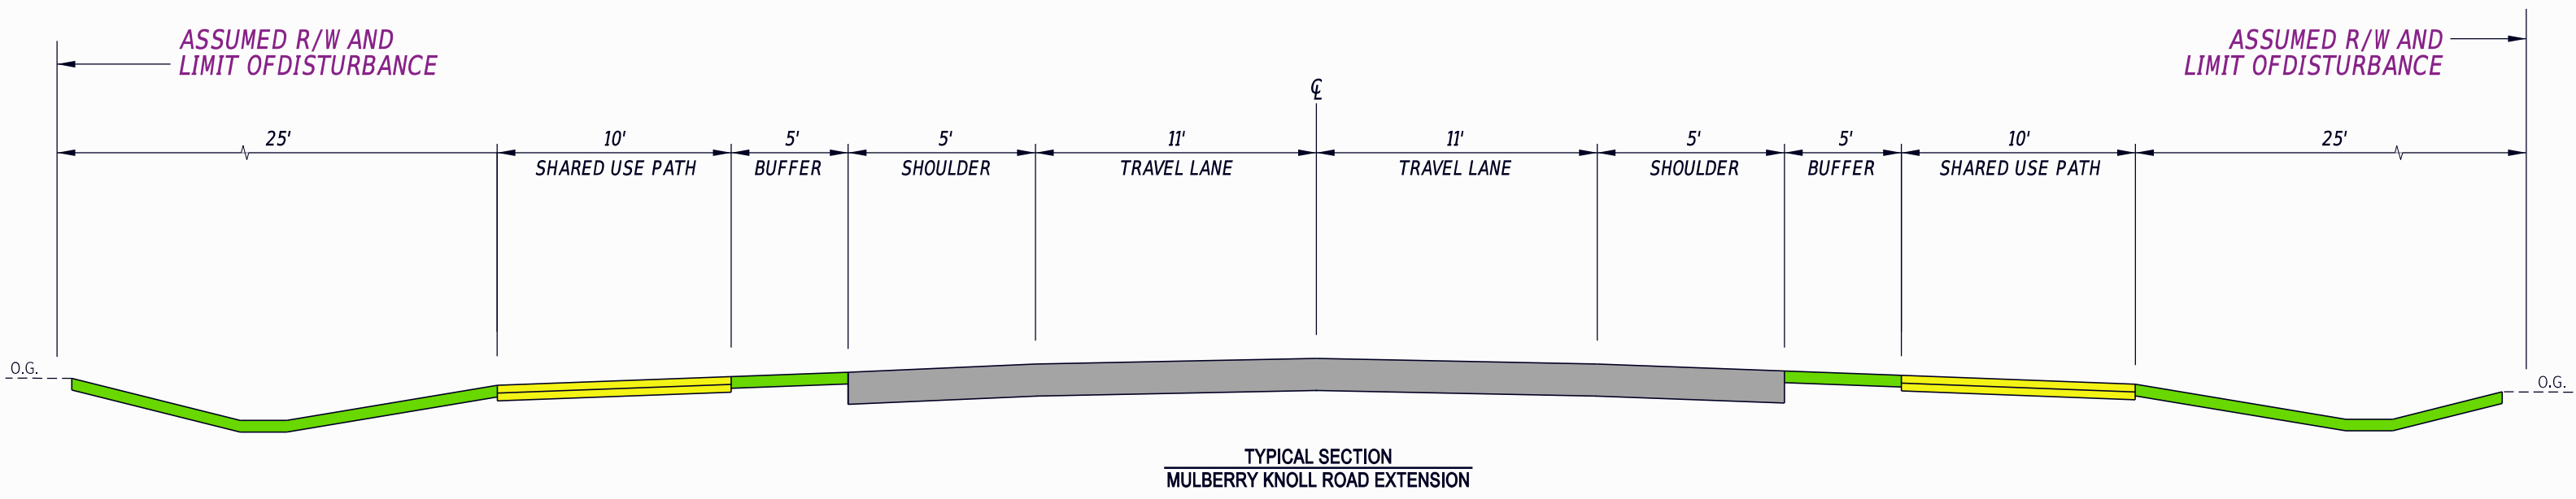 ASSUMED R/W AND
LIMIT OFDISTURBANCE
ASSUMED R/W AND
LIMIT OFDISTURBANCE
℄
25' 10' 5' 5' 11' 11' 5' 5' 10' 25'
SHARED USE PATH BUFFER SHOULDER TRAVEL LANE TRAVEL LANE SHOULDER BUFFER SHARED USE PATH
O.G.
O.G.
TYPICAL SECTION
MULBERRY KNOLL ROAD EXTENSION